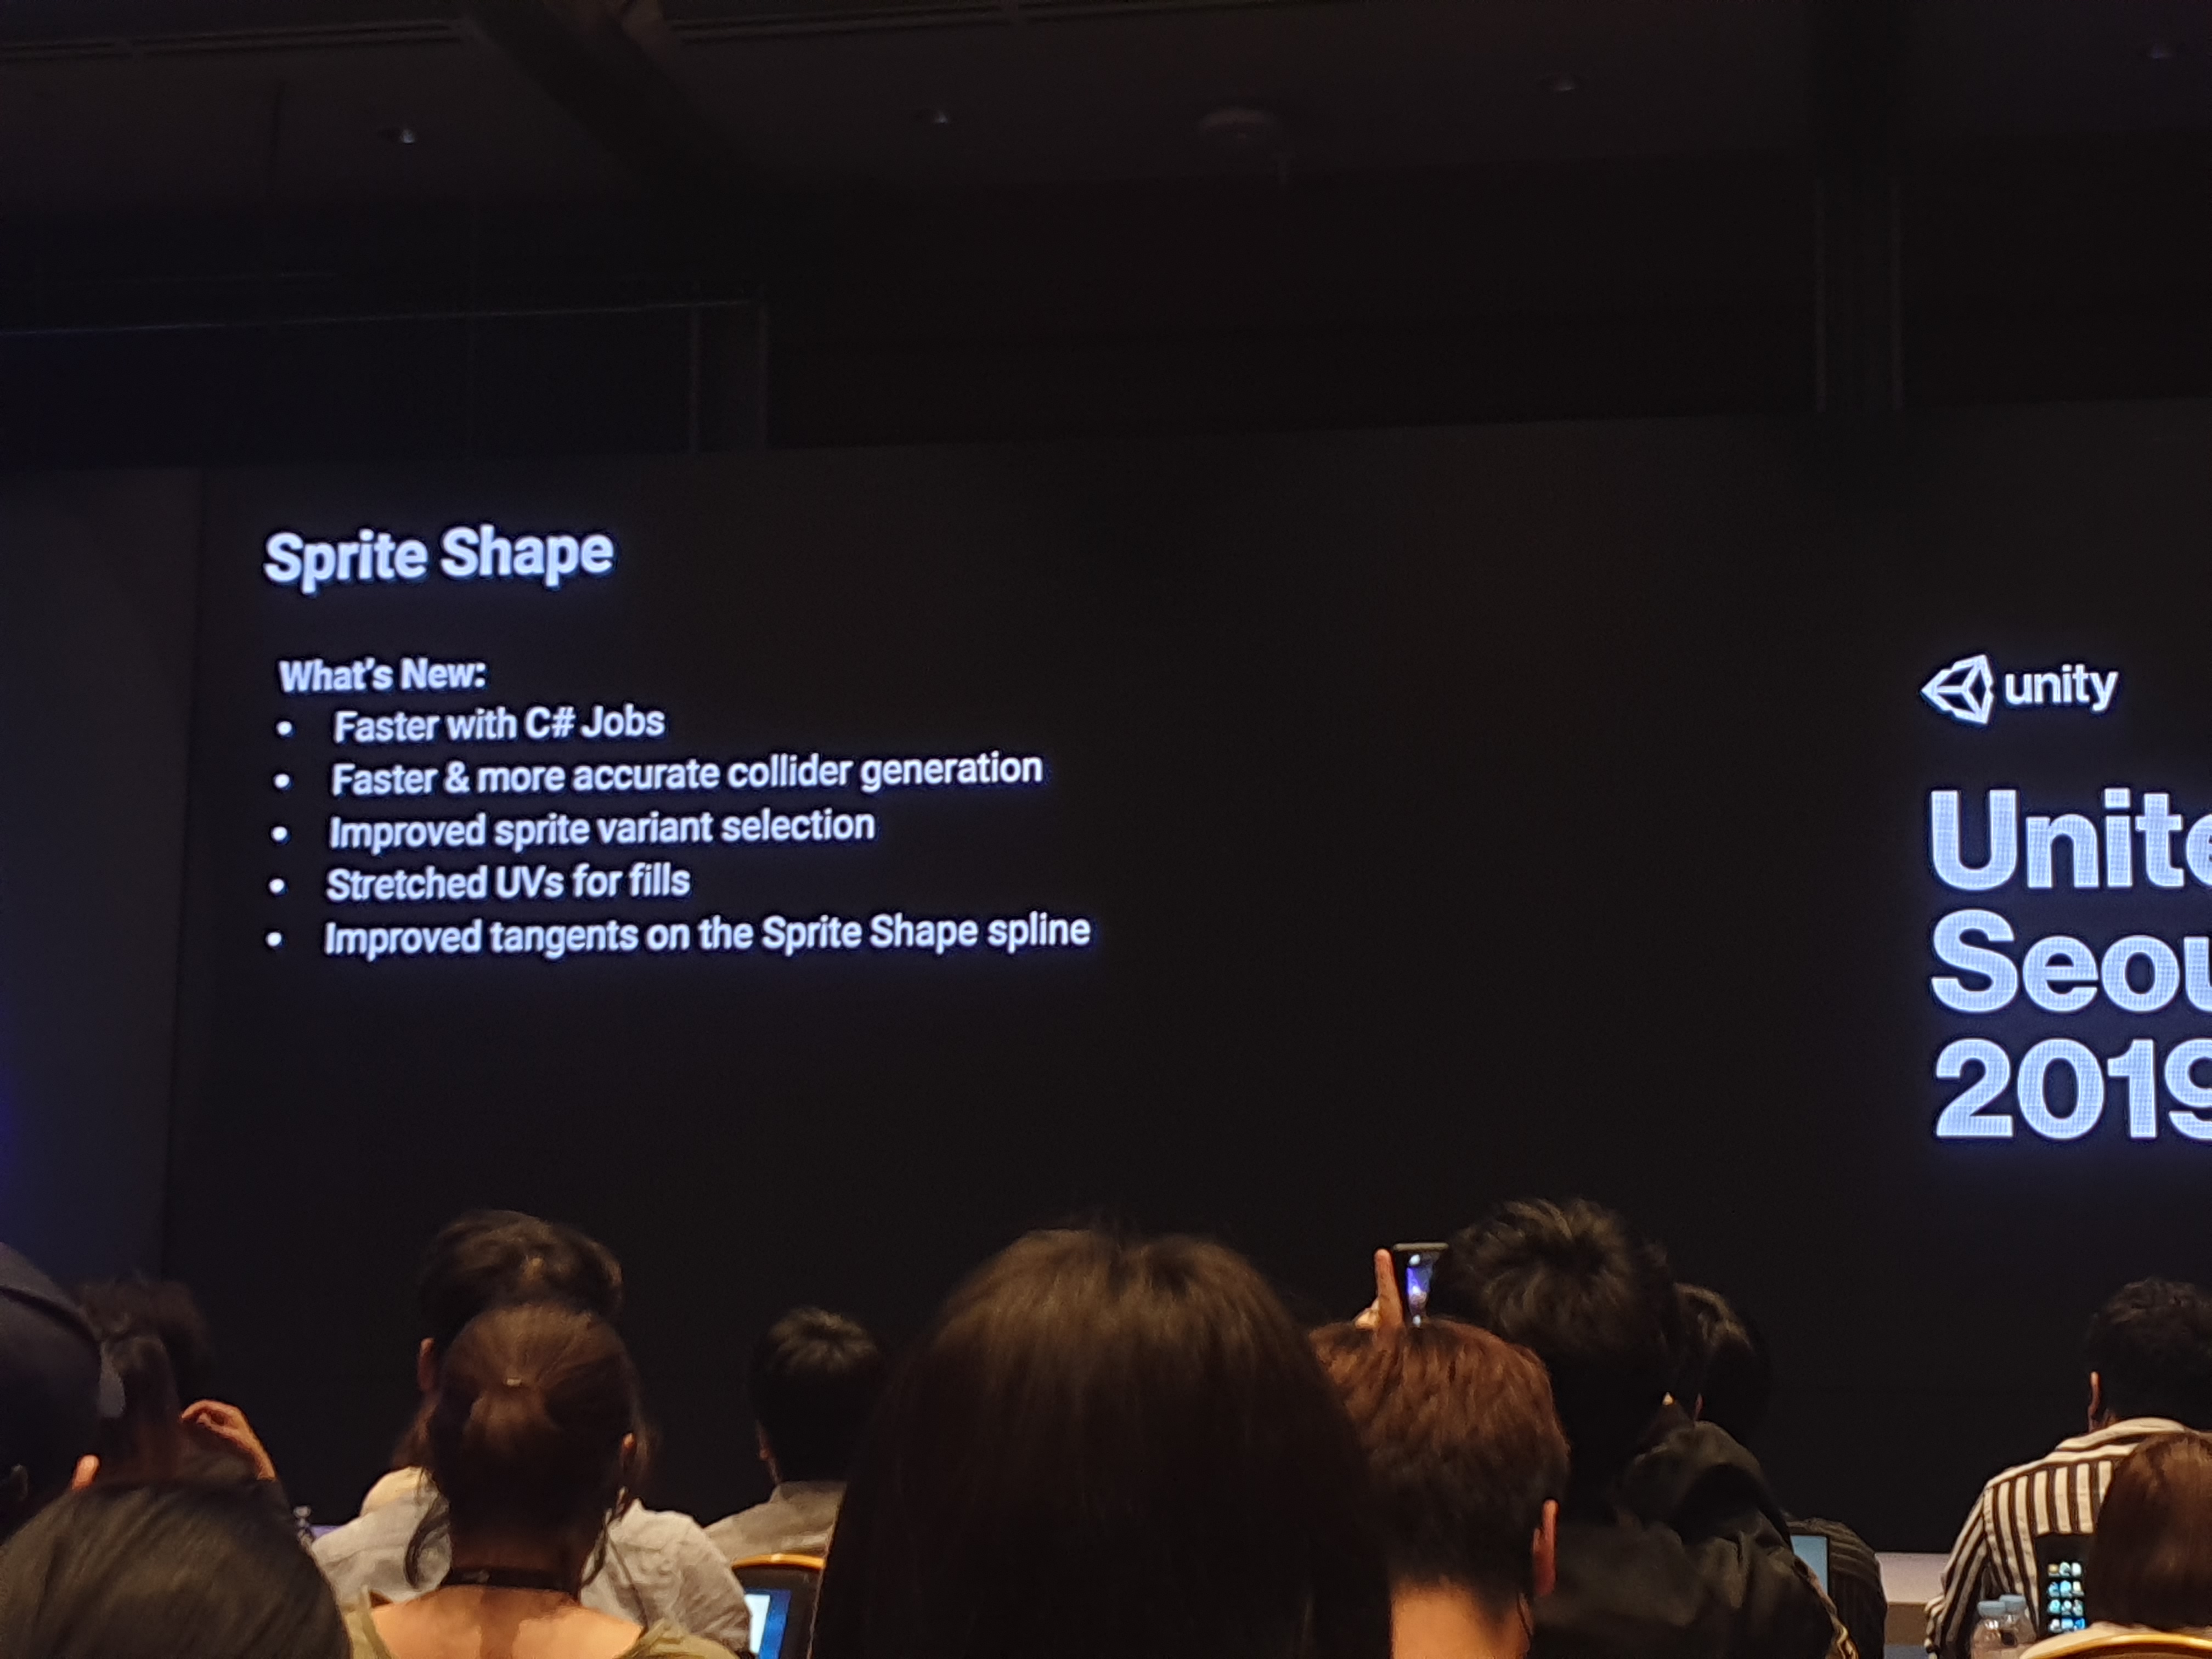 Sprite Shape
What's New:
• Faster with C# Jobs
• Faster & more accurate collider generation
• Improved sprite variant selection
• Stretched UVs for fills
• Improved tangents on the Sprite Shape spline
unity
Unite
Seou
2019